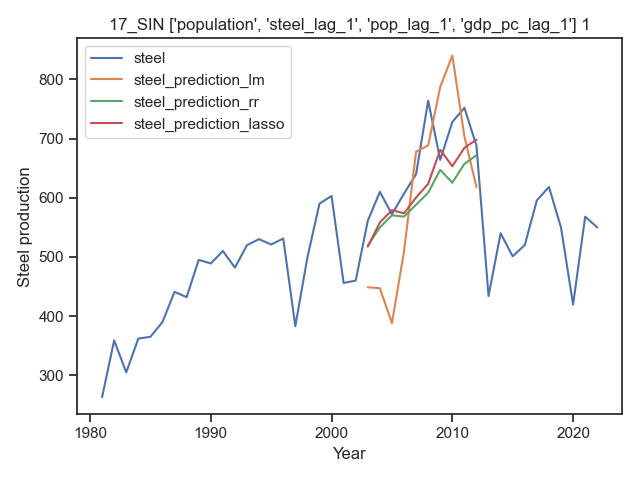 17_SIN ['population', 'steel_lag_1', 'pop_lag_1', 'gdp_pc_lag_1'] 1
steel
steel_prediction_lm
steel_prediction_rr
steel_prediction_lasso
Steel production
800
700
600
500
400
300
1980
1990
2000
2010
2020
Year